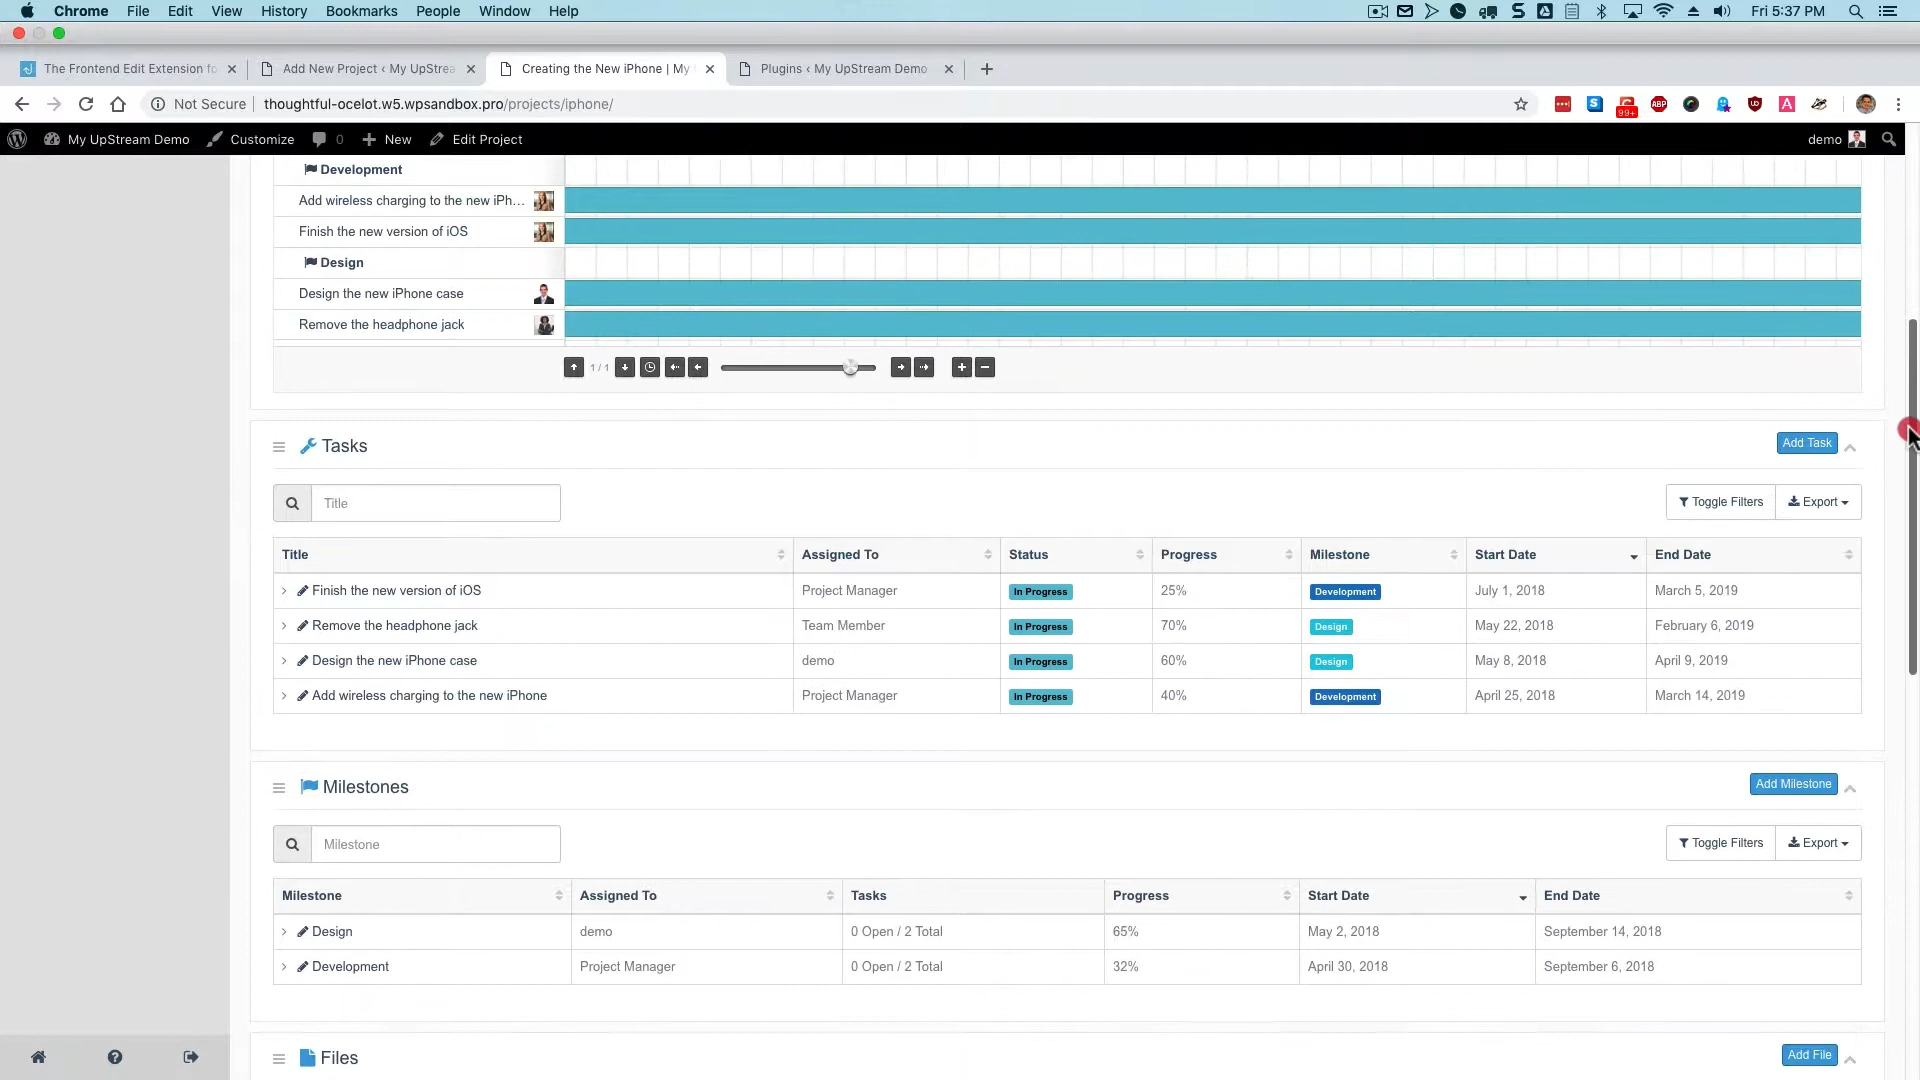 Chrome File Edit View History Bookmarks People Window Help Fri 5:37 PM
The Frontend Edit Extension fo Add New Project ‹ My UpStrea Creating the New iPhone | My Plugins ‹ My UpStream Demo
Not Secure thoughtful-ocelot.w5.wpsandbox.pro/projects/iphone/ 99+ ABP
My UpStream Demo Customize 0 New Edit Project demo
Development
Add wireless charging to the new iPh...
Finish the new version of iOS
Design
Design the new iPhone case
Remove the headphone jack
1 / 1
Tasks Add Task
Title Toggle Filters Export
Title Assigned To Status Progress Milestone Start Date End Date
Finish the new version of iOS Project Manager In Progress 25% Development July 1, 2018 March 5, 2019
Remove the headphone jack Team Member In Progress 70% Design May 22, 2018 February 6, 2019
Design the new iPhone case demo In Progress 60% Design May 8, 2018 April 9, 2019
Add wireless charging to the new iPhone Project Manager In Progress 40% Development April 25, 2018 March 14, 2019
Milestones Add Milestone
Milestone Toggle Filters Export
Milestone Assigned To Tasks Progress Start Date End Date
Design demo 0 Open / 2 Total 65% May 2, 2018 September 14, 2018
Development Project Manager 0 Open / 2 Total 32% April 30, 2018 September 6, 2018
Files Add File